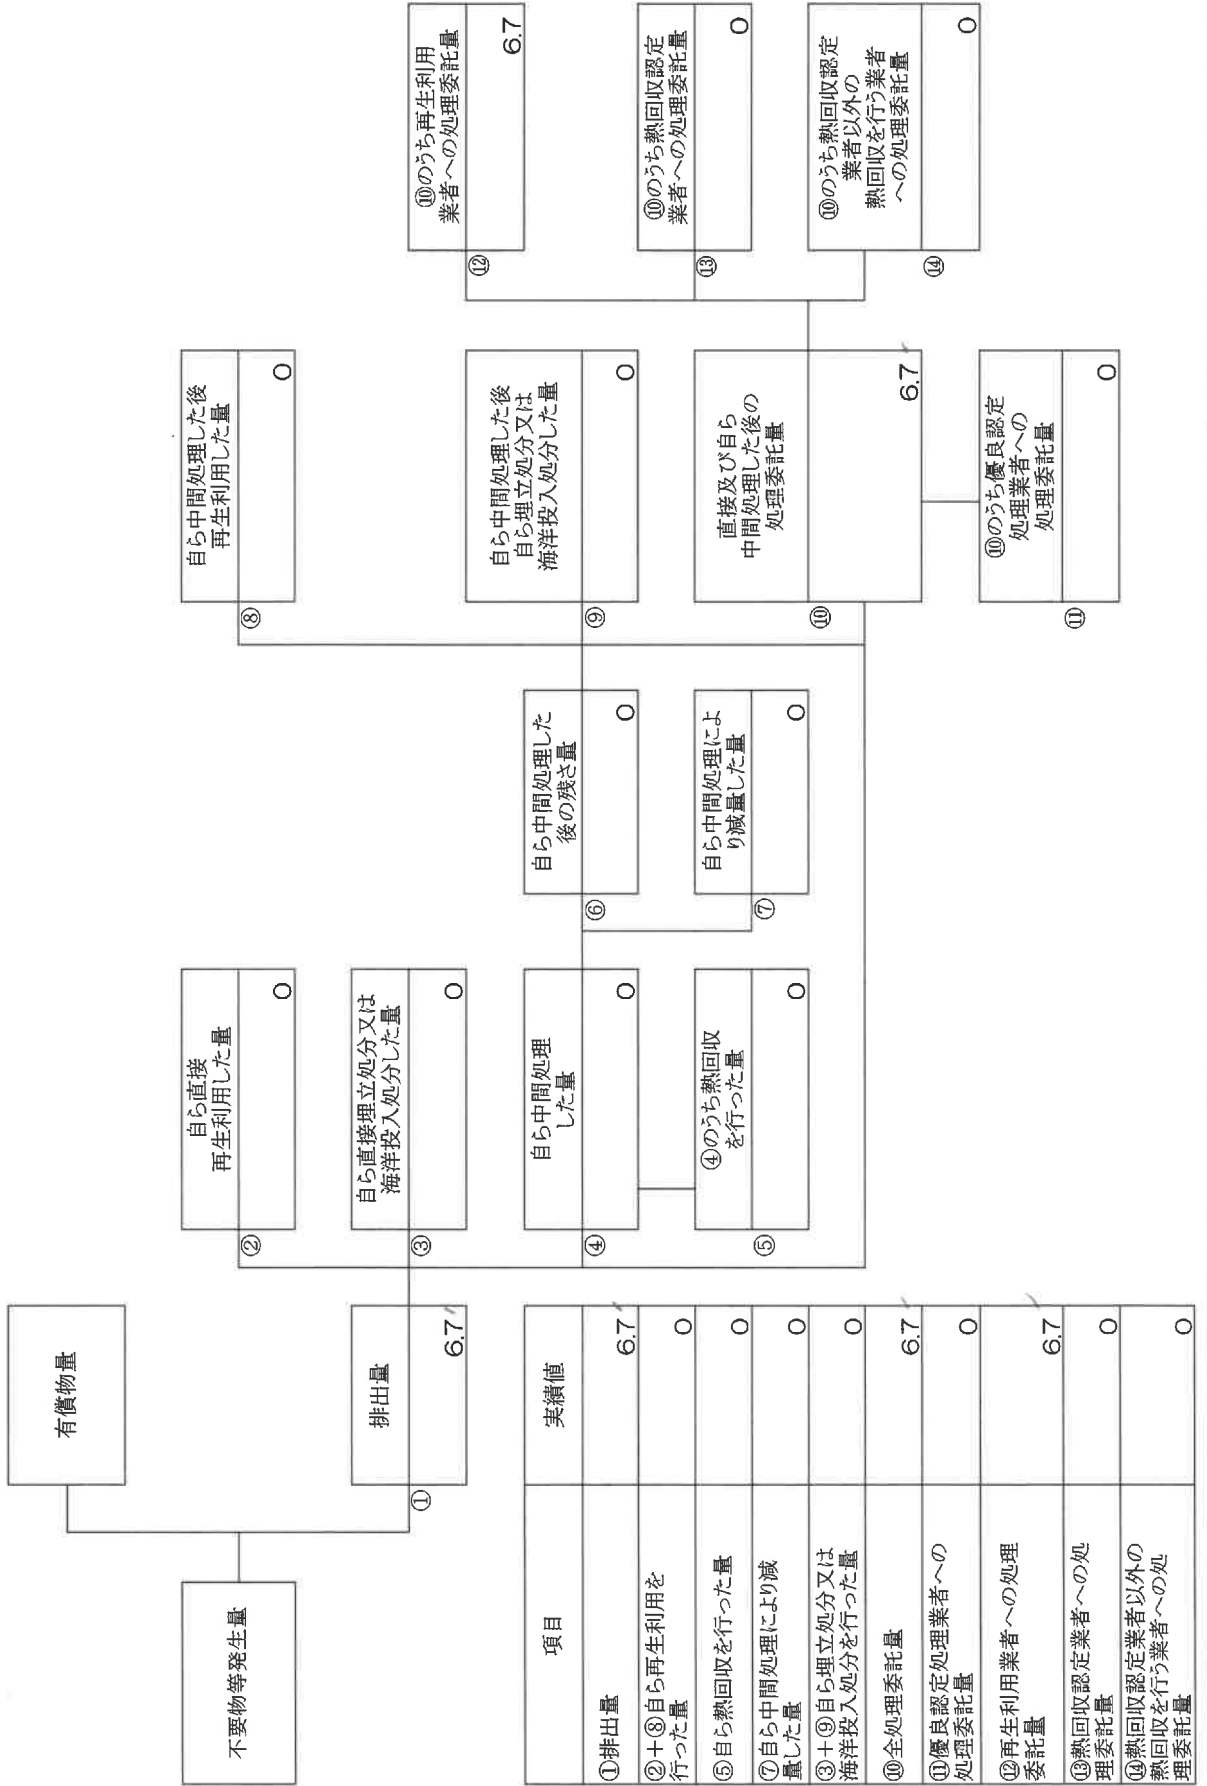 不要物等発生量
有償物量
①
排出量
6.7
②
自ら直接
再生利用した量
0
③
自ら直接埋立処分又は
海洋投入処分した量
0
④
自ら中間処理
した量
0
⑤
④のうち熱回収
を行った量
0
⑥
自ら中間処理した
後の残さ量
0
⑦
自ら中間処理によ
り減量した量
0
⑧
自ら中間処理した後
再生利用した量
0
⑨
自ら中間処理した後
自ら埋立処分又は
海洋投入処分した量
0
⑩
直接及び自ら
中間処理した後の
処理委託量
6.7
⑪
⑩のうち優良認定
処理業者への
処理委託量
0
⑫
⑩のうち再生利用
業者への処理委託量
6.7
⑬
⑩のうち熱回収認定
業者への処理委託量
0
⑭
⑩のうち熱回収認定
業者以外の
熱回収を行う業者
への処理委託量
0
項目 実績値
①排出量 6.7
②+⑧自ら再生利用を
行った量 0
⑤自ら熱回収を行った量 0
⑦自ら中間処理により減
量した量 0
③+⑨自ら埋立処分又は
海洋投入処分を行った量 0
⑩全処理委託量 6.7
⑪優良認定処理業者への
処理委託量 0
⑫再生利用業者への処理
委託量 6.7
⑬熱回収認定業者への処
理委託量 0
⑭熱回収認定業者以外の
熱回収を行う業者への処
理委託量 0